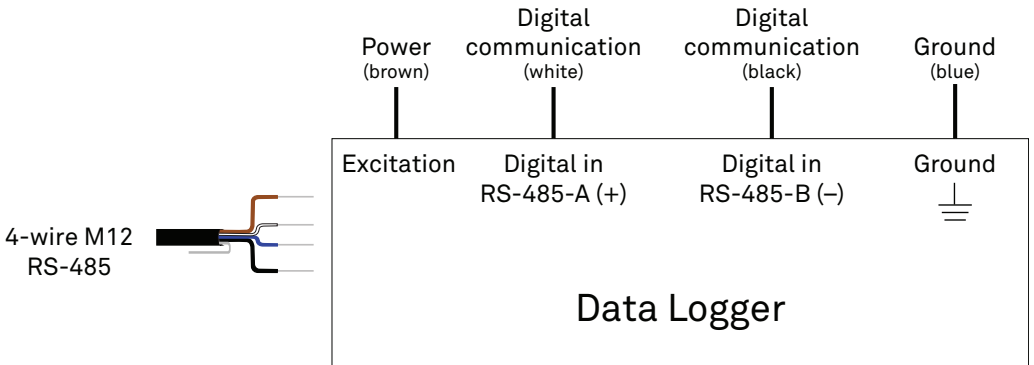 Power
(brown)
Digital
communication
(white)
Digital
communication
(black)
Ground
(blue)
Excitation
Digital in
RS-485-A (+)
Digital in
RS-485-B (–)
Ground
4-wire M12
RS-485
Data Logger